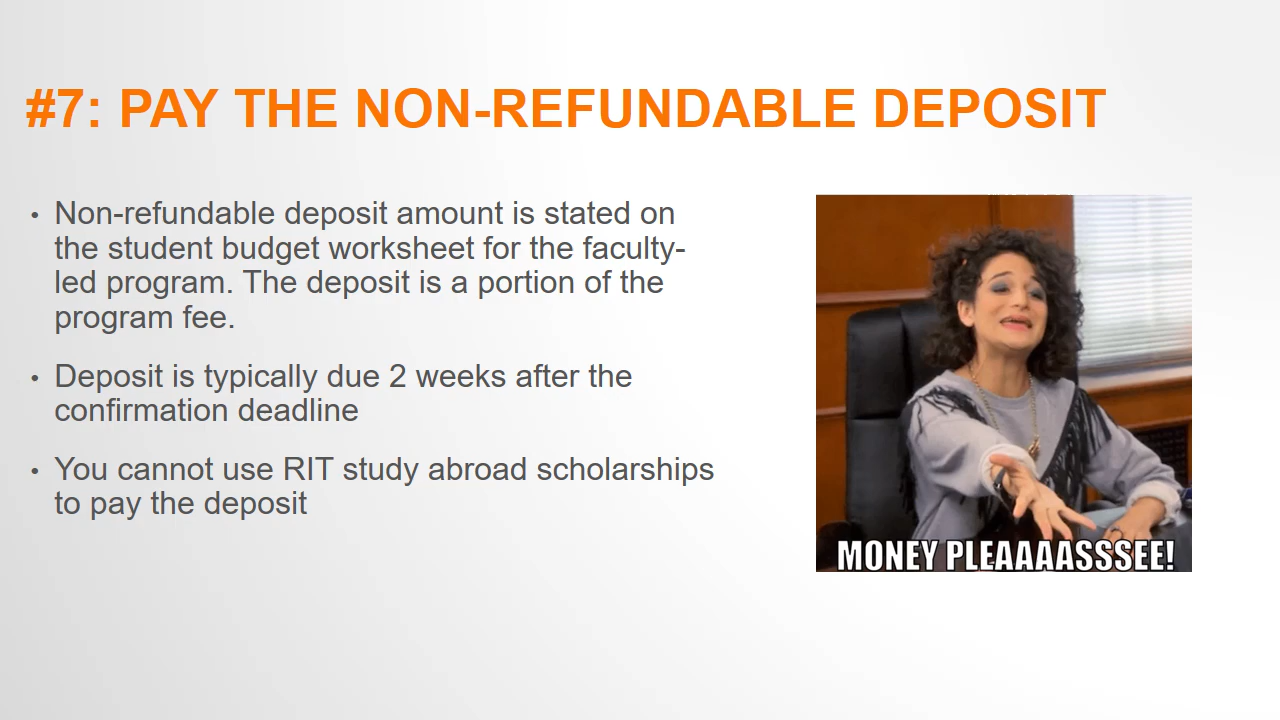 #7: PAY THE NON-REFUNDABLE DEPOSIT
• Non-refundable deposit amount is stated on
the student budget worksheet for the faculty-
led program. The deposit is a portion of the
program fee.
• Deposit is typically due 2 weeks after the
confirmation deadline
• You cannot use RIT study abroad scholarships
to pay the deposit
MONEY PLEAAAASSSEE!